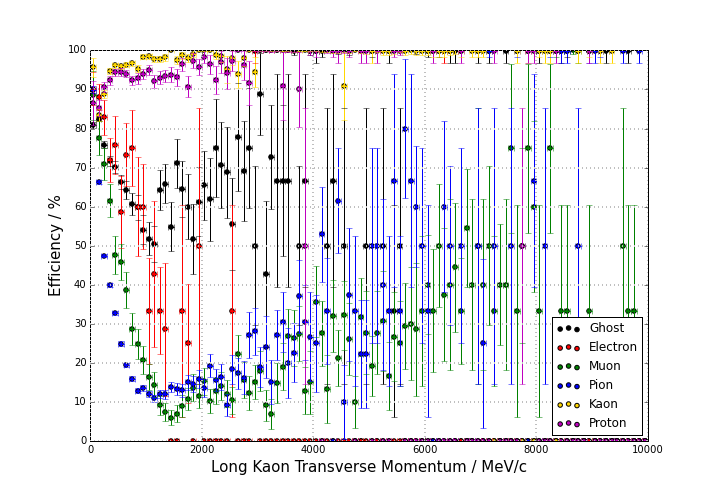 100
90
80
70
60
50
40
30
20
10
0
Efficiency / %
0 2000 4000 6000 8000 10000
Long Kaon Transverse Momentum / MeV/c
Ghost
Electron
Muon
Pion
Kaon
Proton